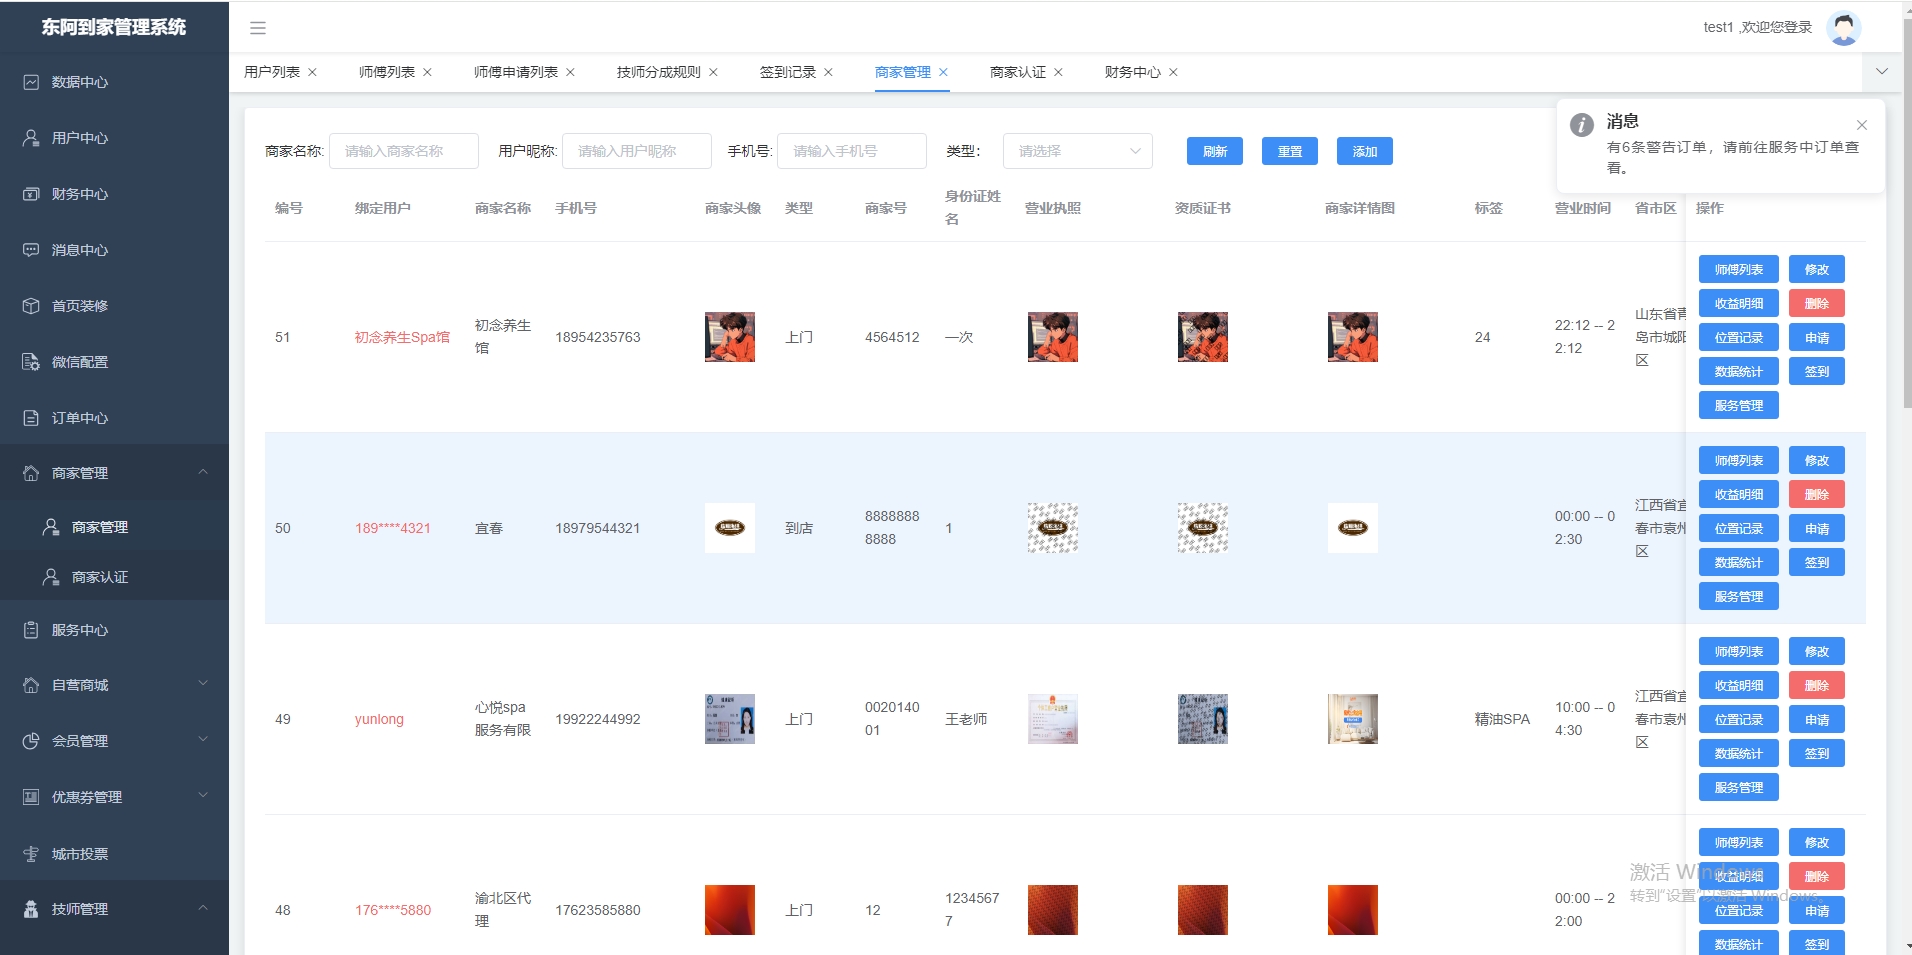 东阿到家管理系统
test1 ,欢迎您登录
数据中心
用户中心
财务中心
消息中心
首页装修
微信配置
订单中心
商家管理
商家管理
商家认证
服务中心
自营商城
会员管理
优惠券管理
城市投票
技师管理
用户列表
师傅列表
师傅申请列表
技师分成规则
签到记录
商家管理
商家认证
财务中心
消息
有6条警告订单，请前往服务中订单查
看。
商家名称: 请输入商家名称
用户昵称: 请输入用户昵称
手机号: 请输入手机号
类型: 请选择
刷新
重置
添加
编号 绑定用户 商家名称 手机号 商家头像 类型 商家号 身份证姓
名 营业执照 资质证书 商家详情图 标签 营业时间 省市区 操作
51 初念养生Spa馆 初念养生
馆 18954235763 上门 4564512 一次 24 22:12 -- 2
2:12
山东省青
岛市城阳
区
师傅列表 修改
收益明细 删除
位置记录 申请
数据统计 签到
服务管理
50 189****4321 宜春 18979544321 到店 8888888
8888 1 00:00 -- 0
2:30
江西省宜
春市袁州
区
师傅列表 修改
收益明细 删除
位置记录 申请
数据统计 签到
服务管理
49 yunlong 心悦spa
服务有限 19922244992 上门 0020140
01 王老师 精油SPA 10:00 -- 0
4:30
江西省宜
春市袁州
区
师傅列表 修改
收益明细 删除
位置记录 申请
数据统计 签到
服务管理
48 176****5880 渝北区代
理 17623585880 上门 12 1234567
7 00:00 -- 2
2:00
师傅列表 修改
收益明细 删除
位置记录 申请
数据统计 签到
激活 Windows
转到“设置”以激活 Windows。